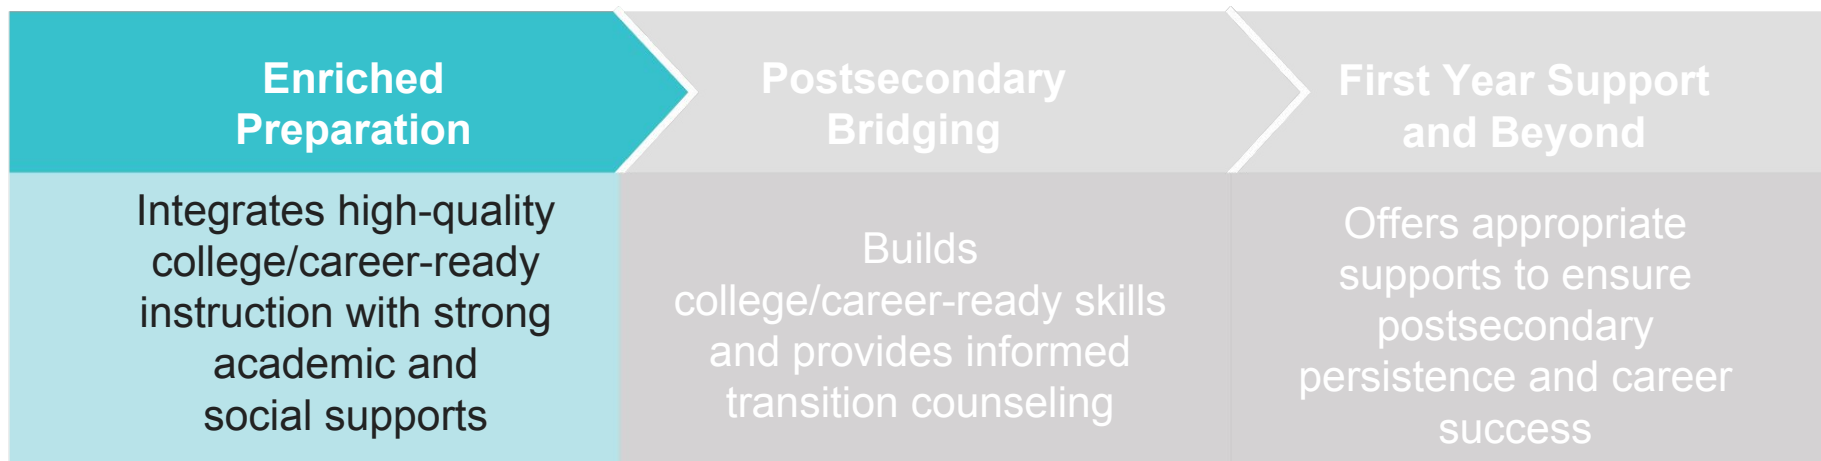 Enriched
Preparation
Integrates high-quality
college/career-ready
instruction with strong
academic and
social supports
Postsecondary
Bridging
Builds
college/career-ready skills
and provides informed
transition counseling
First Year Support
and Beyond
Offers appropriate
supports to ensure
postsecondary
persistence and career
success